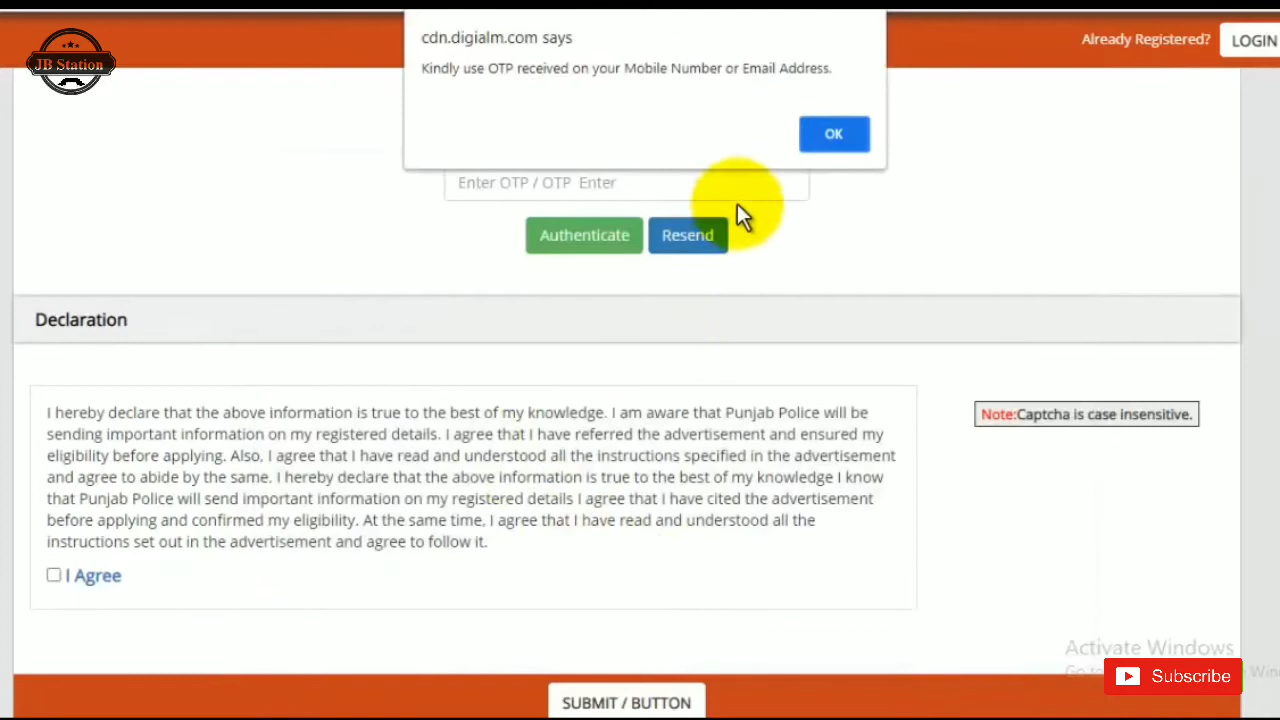 cdn.digialm.com says
Kindly use OTP received on your Mobile Number or Email Address.
OK
Already Registered?
LOGIN
JB Station
Enter OTP / OTP Enter
Authenticate
Resend
Declaration
I hereby declare that the above information is true to the best of my knowledge. I am aware that Punjab Police will be
sending important information on my registered details. I agree that I have referred the advertisement and ensured my
eligibility before applying. Also, I agree that I have read and understood all the instructions specified in the advertisement
and agree to abide by the same. I hereby declare that the above information is true to the best of my knowledge I know
that Punjab Police will send important information on my registered details I agree that I have cited the advertisement
before applying and confirmed my eligibility. At the same time, I agree that I have read and understood all the
instructions set out in the advertisement and agree to follow it.
I Agree
Note:Captcha is case insensitive.
Activate Windows
Subscribe
SUBMIT / BUTTON